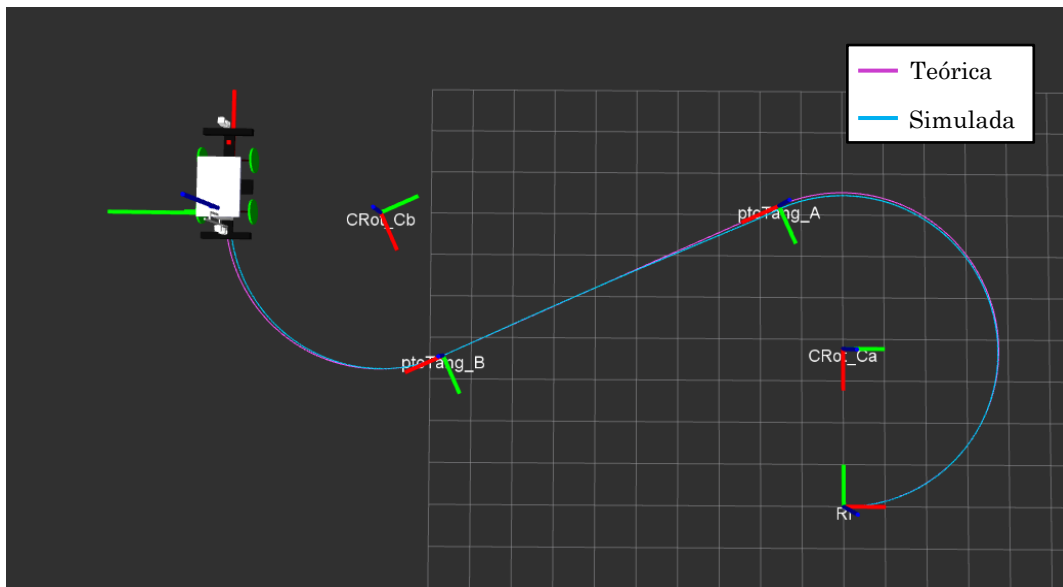 Teórica
Simulada
CRot_Cb
ptoTang_A
ptoTang_B
CRot_Ca
RI